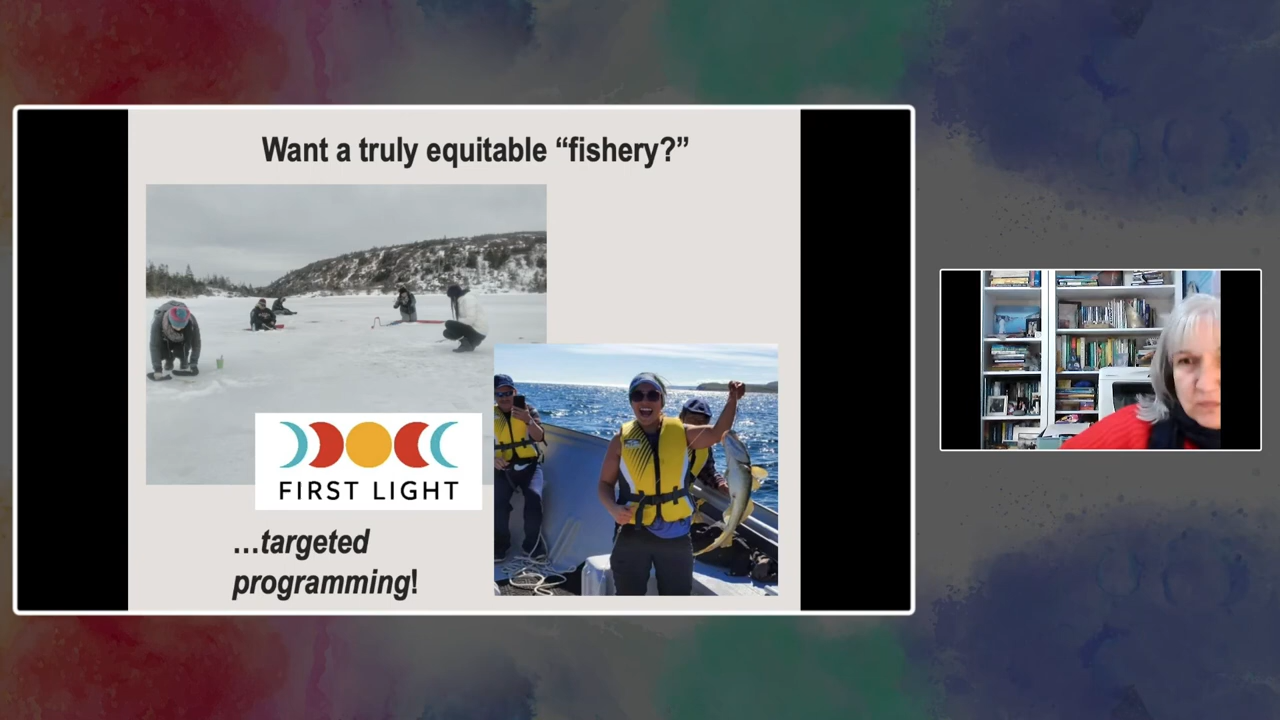 Want a truly equitable “fishery?”
FIRST LIGHT
…targeted
programming!